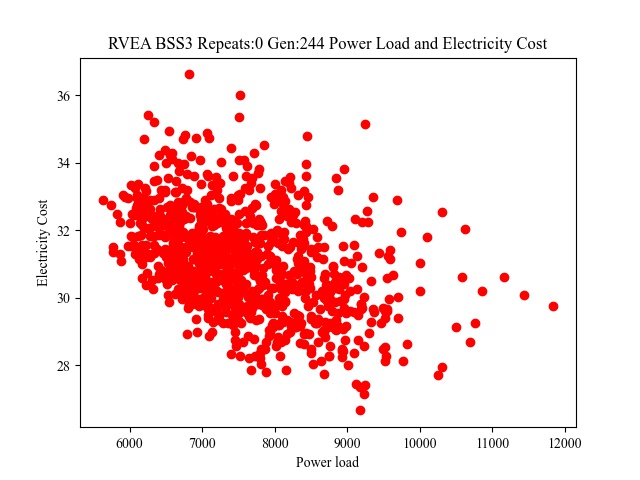 RVEA BSS3 Repeats:0 Gen:244 Power Load and Electricity Cost
36
34
32
30
28
Electricity Cost
6000 7000 8000 9000 10000 11000 12000
Power load